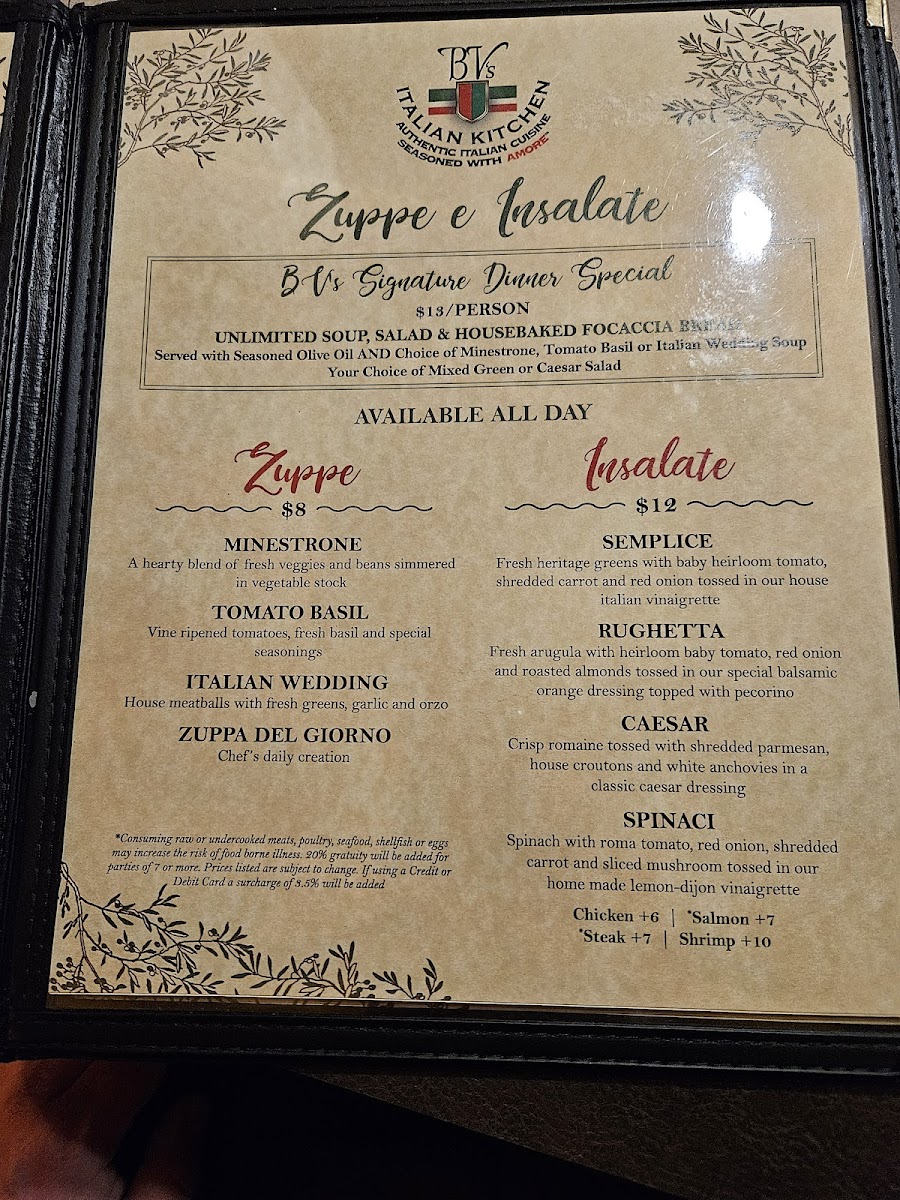 BVs
ITALIAN KITCHEN
AUTHENTIC ITALIAN CUISINE
SEASONED WITH AMORE
Zuppe e Insalate
BV's Signature Dinner Special
$13/PERSON
UNLIMITED SOUP, SALAD & HOUSEBAKED FOCACCIA BREAD
Served with Seasoned Olive Oil AND Choice of Minestrone, Tomato Basil or Italian Wedding Soup
Your Choice of Mixed Green or Caesar Salad
AVAILABLE ALL DAY
Zuppe
$8
MINESTRONE
A hearty blend of fresh veggies and beans simmered
in vegetable stock
TOMATO BASIL
Vine ripened tomatoes, fresh basil and special
seasonings
ITALIAN WEDDING
House meatballs with fresh greens, garlic and orzo
ZUPPA DEL GIORNO
Chef's daily creation
*Consuming raw or undercooked meats, poultry, seafood, shellfish or eggs
may increase the risk of food borne illness. 20% gratuity will be added for
parties of 7 or more. Prices listed are subject to change. If using a Credit or
Debit Card a surcharge of 3.5% will be added
Insalate
$12
SEMPLICE
Fresh heritage greens with baby heirloom tomato,
shredded carrot and red onion tossed in our house
italian vinaigrette
RUGHETTA
Fresh arugula with heirloom baby tomato, red onion
and roasted almonds tossed in our special balsamic
orange dressing topped with pecorino
CAESAR
Crisp romaine tossed with shredded parmesan,
house croutons and white anchovies in a
classic caesar dressing
SPINACI
Spinach with roma tomato, red onion, shredded
carrot and sliced mushroom tossed in our
home made lemon-dijon vinaigrette
Chicken +6 | *Salmon +7
*Steak +7 | Shrimp +10